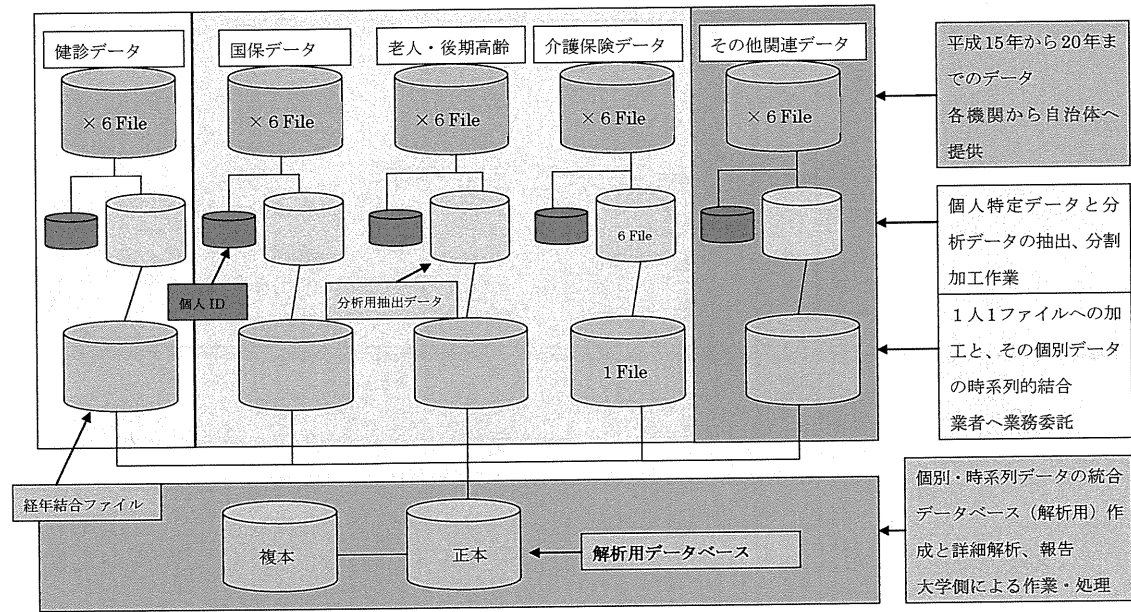 健診データ
国保データ
老人・後期高齢
介護保険データ
その他関連データ
× 6 File
× 6 File
× 6 File
× 6 File
× 6 File
平成15年から20年ま
でのデータ
各機関から自治体へ
提供
6 File
個人特定データと分
析データの抽出、分割
加工作業
個人 ID
分析用抽出データ
1 File
1人1ファイルへの加
工と、その個別データ
の時系列的結合
業者へ業務委託
経年結合ファイル
複本
正本
解析用データベース
個別・時系列データの統合
データベース（解析用）作
成と詳細解析、報告
大学側による作業・処理